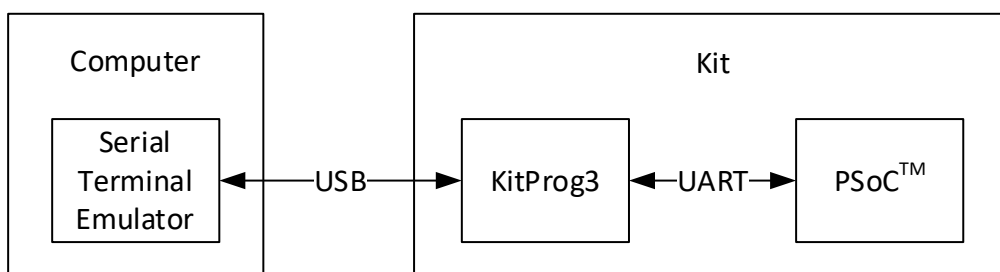 Computer
Kit
Serial
Terminal
Emulator
USB
KitProg3
UART
PSoC™